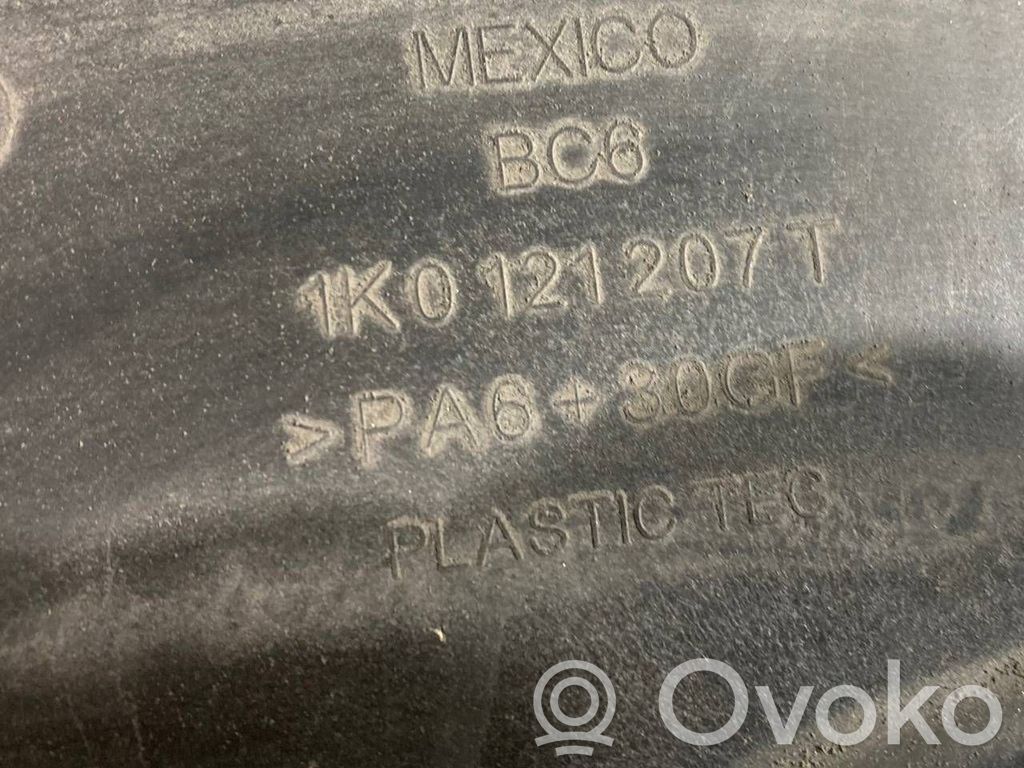 MEXICO
BC6
1K0 121 207 T
>PA6+30GF<
PLASTIC TEC
Ovoko